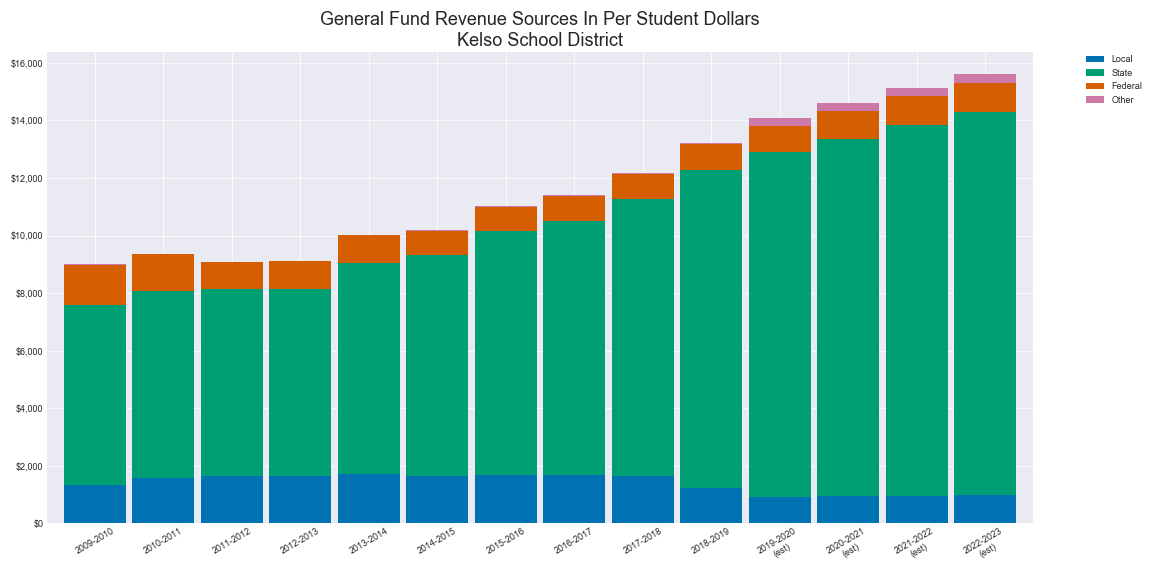 General Fund Revenue Sources In Per Student Dollars
Kelso School District
$16,000
$14,000
$12,000
$10,000
$8,000
$6,000
$4,000
$2,000
$0
2009-2010
2010-2011
2011-2012
2012-2013
2013-2014
2014-2015
2015-2016
2016-2017
2017-2018
2018-2019
2019-2020
(est)
2020-2021
(est)
2021-2022
(est)
2022-2023
(est)
Local
State
Federal
Other